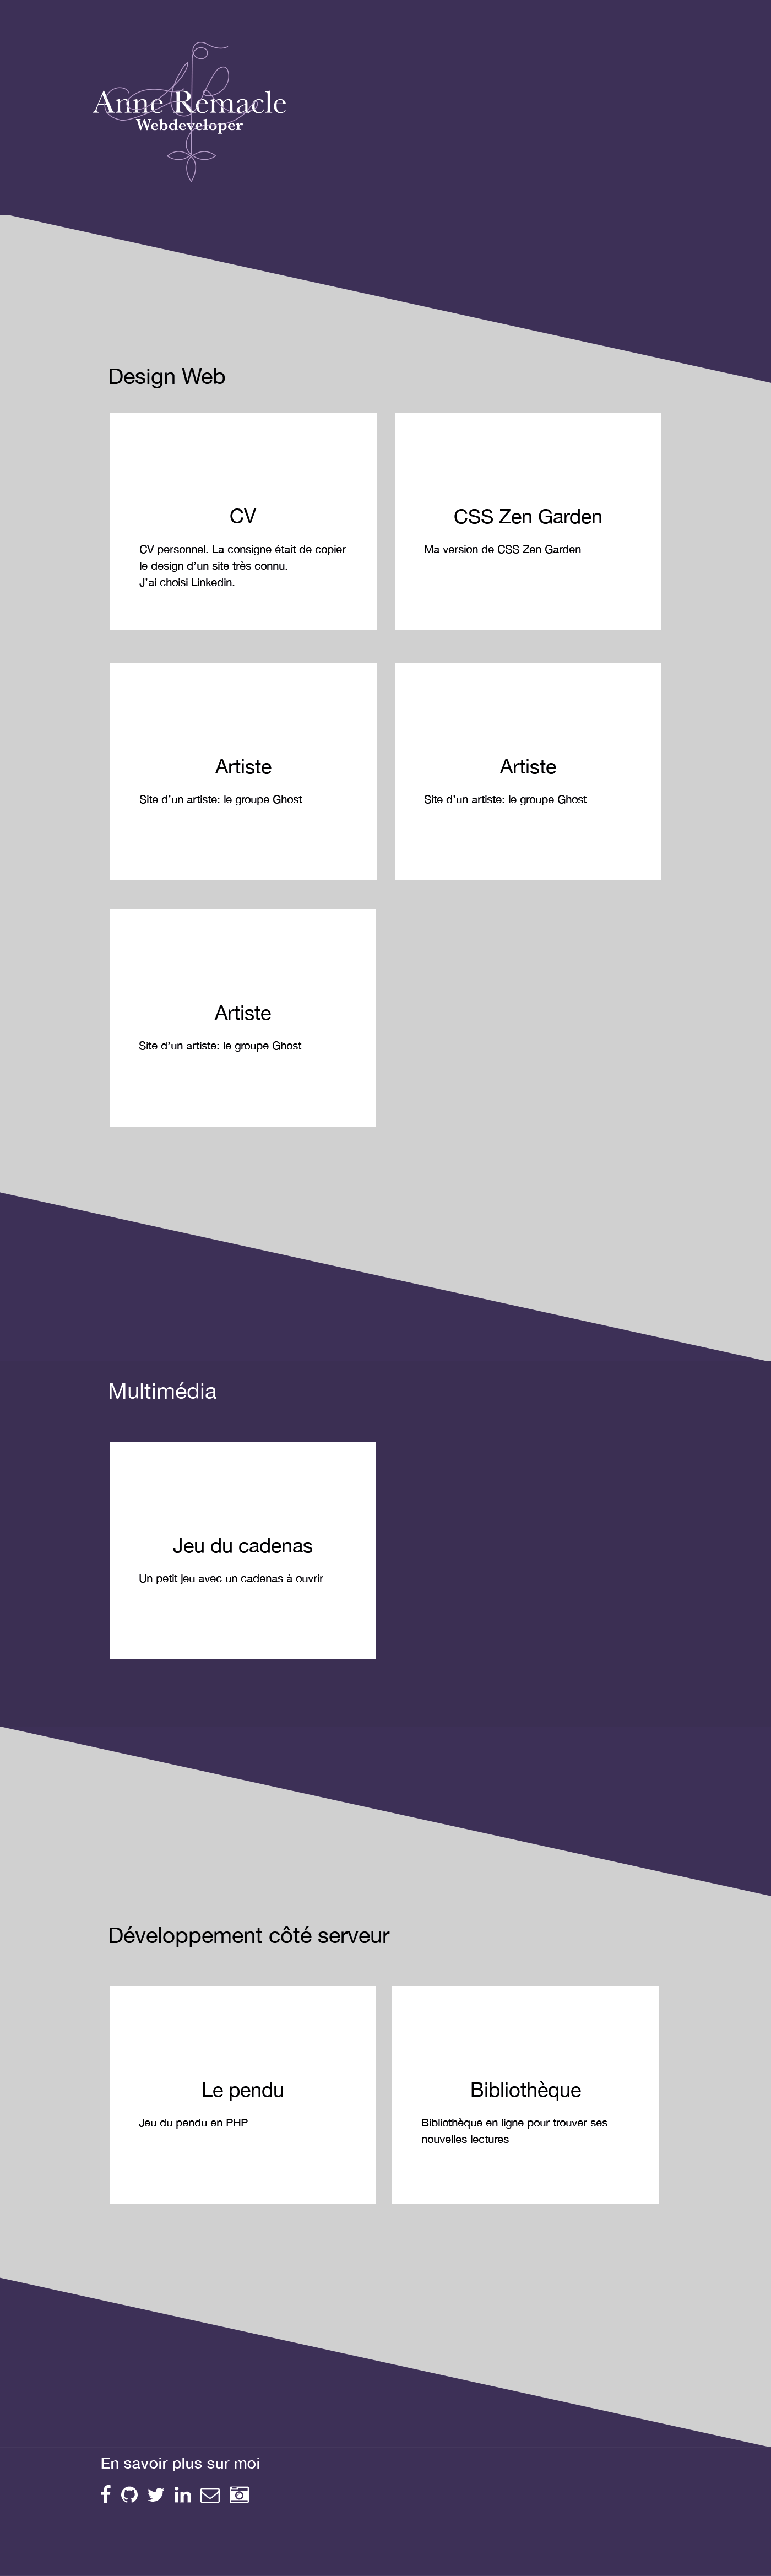 Anne Remacle
Webdeveloper
Design Web
CV
CV personnel. La consigne était de copier
le design d'un site très connu.
J'ai choisi Linkedin.
CSS Zen Garden
Ma version de CSS Zen Garden
Artiste
Site d'un artiste: le groupe Ghost
Artiste
Site d'un artiste: le groupe Ghost
Artiste
Site d'un artiste: le groupe Ghost
Multimédia
Jeu du cadenas
Un petit jeu avec un cadenas à ouvrir
Développement côté serveur
Le pendu
Jeu du pendu en PHP
Bibliothèque
Bibliothèque en ligne pour trouver ses
nouvelles lectures
En savoir plus sur moi